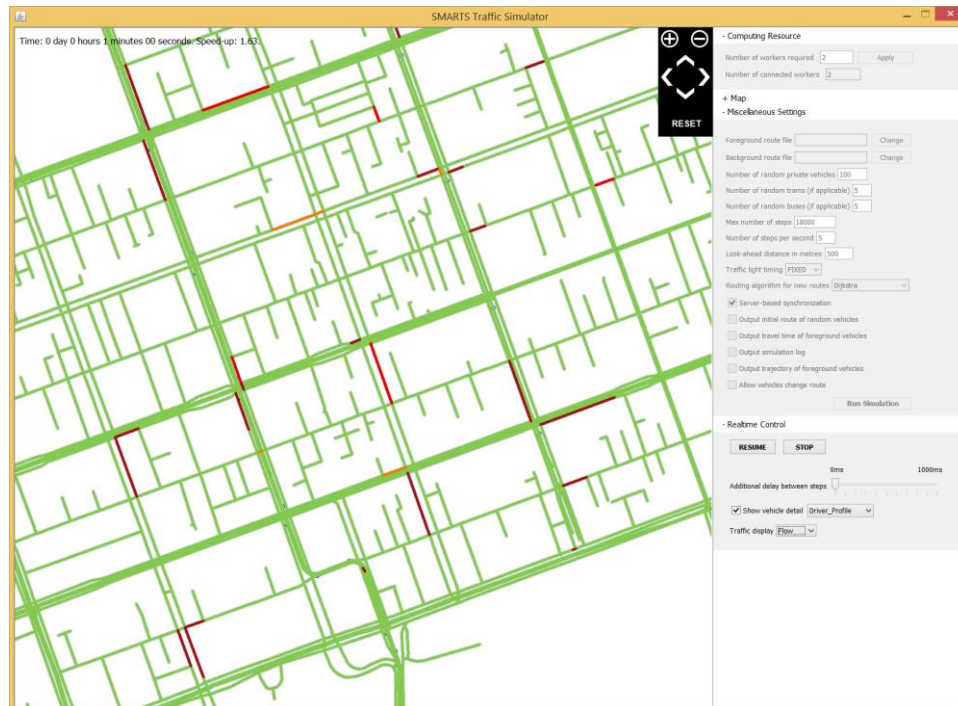 SMARTS Traffic Simulator
Time: 0 day 0 hours 1 minutes 00 seconds. Speed-up: 1.63.
RESET
- Computing Resource
Number of workers required 2 Apply
Number of connected workers 2
+ Map
- Miscellaneous Settings
Foreground route file Change
Background route file Change
Number of random private vehicles 100
Number of random trams (if applicable) 5
Number of random buses (if applicable) 5
Max number of steps 18000
Number of steps per second 5
Look-ahead distance in metres 500
Traffic light timing FIXED
Routing algorithm for new routes Dijkstra
Server-based synchronization
Output initial route of random vehicles
Output travel time of foreground vehicles
Output simulation log
Output trajectory of foreground vehicles
Allow vehicles change route
Run Simulation
- Realtime Control
RESUME STOP
0ms 1000ms
Additional delay between steps
Show vehicle detail Driver_Profile
Traffic display Flow